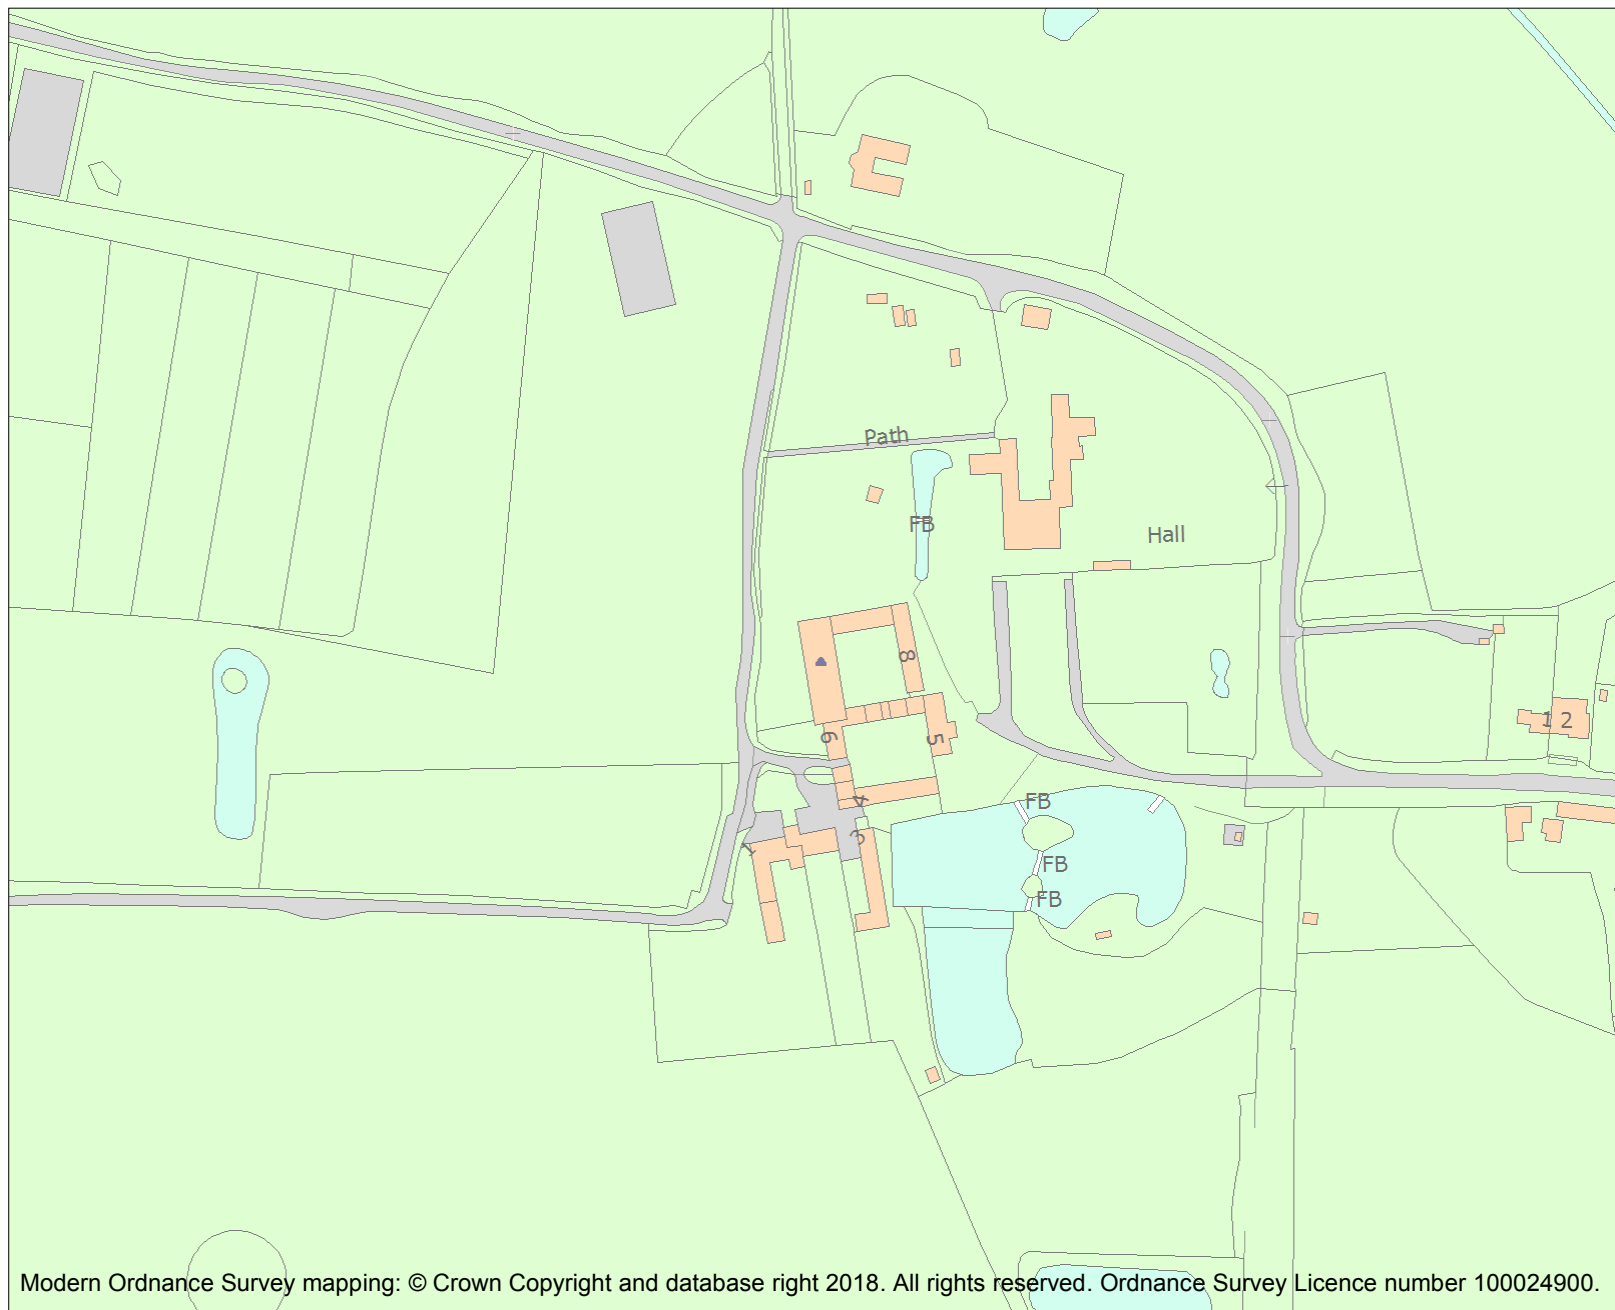 Path
FB
Hall
8
1 2
6
5
FB
4
3
1
FB
FB
Modern Ordnance Survey mapping: © Crown Copyright and database right 2018. All rights reserved. Ordnance Survey Licence number 100024900.